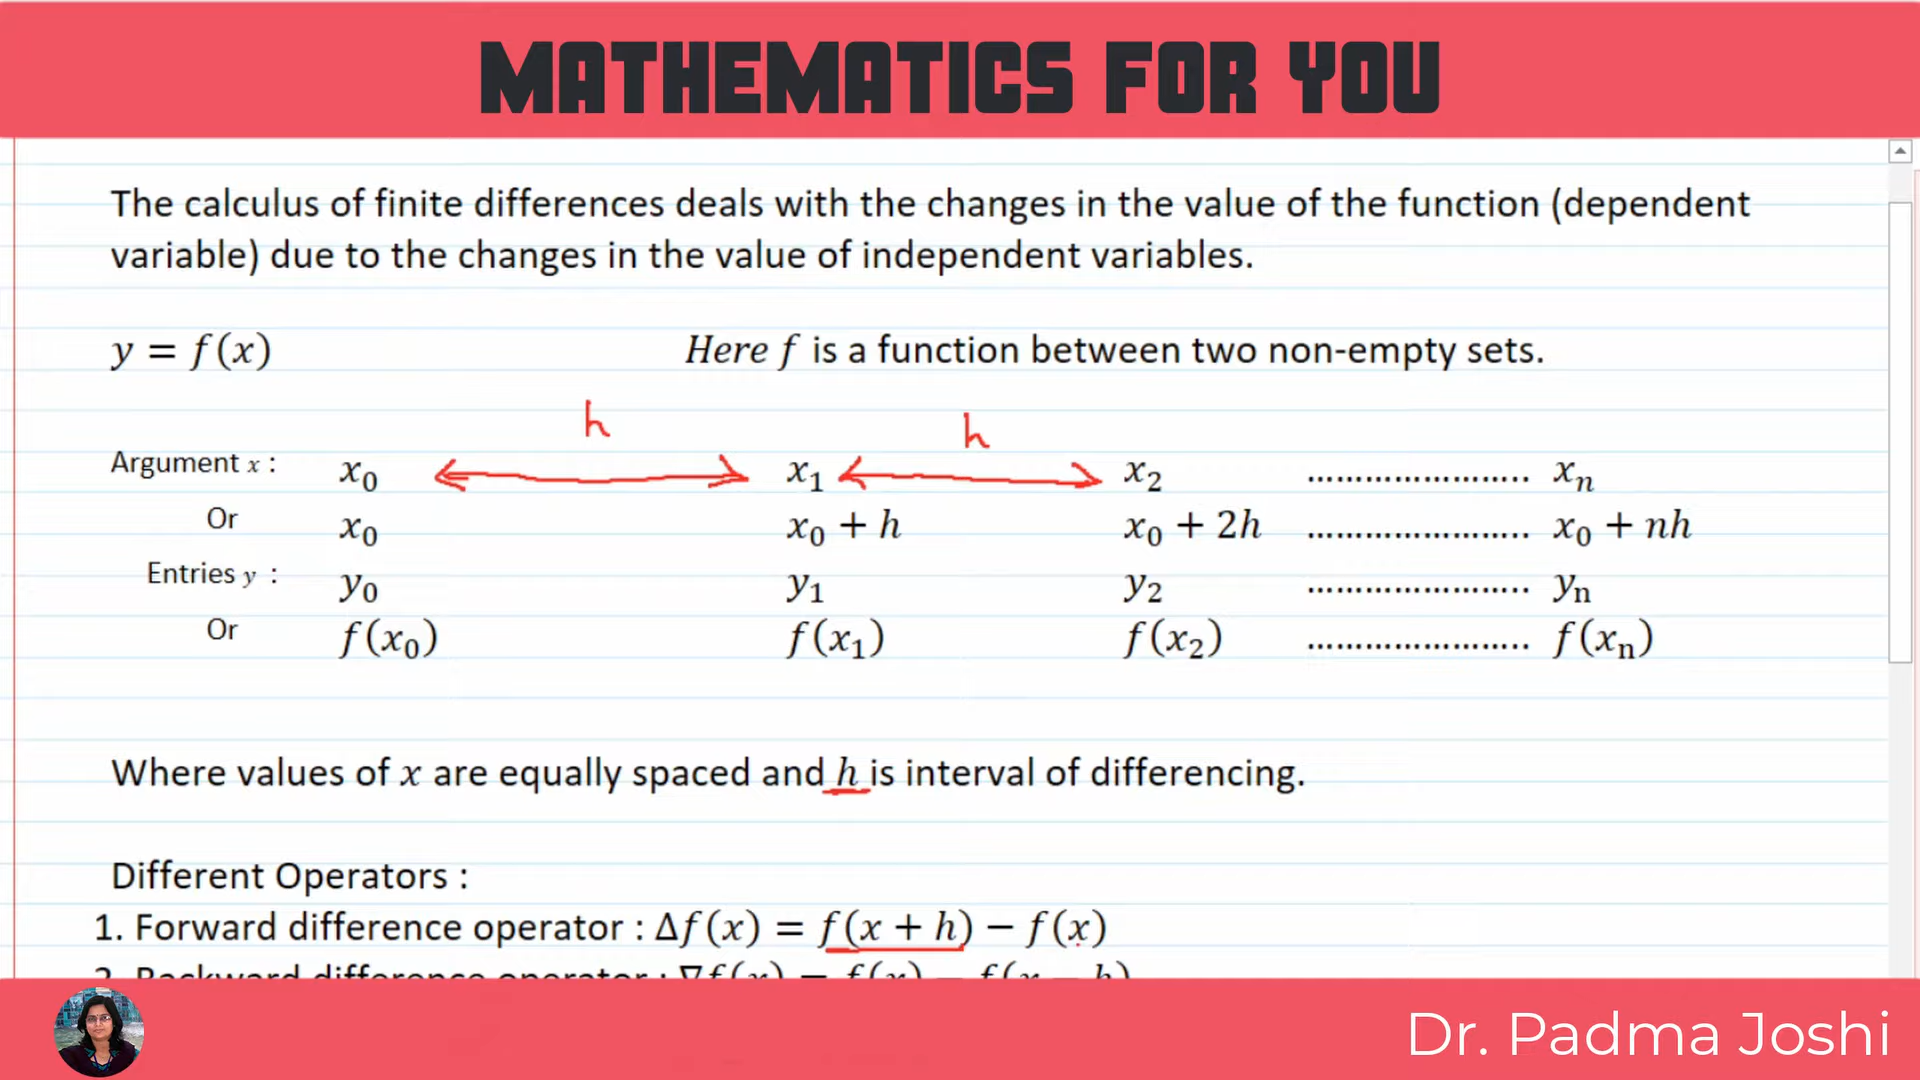 MATHEMATICS FOR YOU
The calculus of finite differences deals with the changes in the value of the function (dependent
variable) due to the changes in the value of independent variables.
y = f(x) Here f is a function between two non-empty sets.
h h
Argument x : x₀ x₁ x₂ ........................ xₙ
Or x₀ x₀ + h x₀ + 2h ........................ x₀ + nh
Entries y : y₀ y₁ y₂ ........................ yₙ
Or f(x₀) f(x₁) f(x₂) ........................ f(xₙ)
Where values of x are equally spaced and h is interval of differencing.
Different Operators :
1. Forward difference operator : Δf(x) = f(x + h) − f(x)
2. Backward difference operator : ∇f(x) = f(x) − f(x − h)
Dr. Padma Joshi